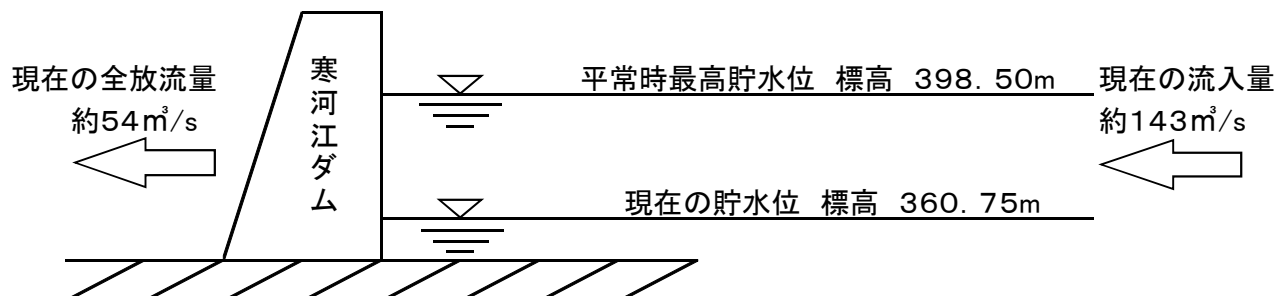 現在の全放流量
約54㎥/s
寒河江ダム
平常時最高貯水位 標高 398.50m
現在の貯水位 標高 360.75m
現在の流入量
約143㎥/s